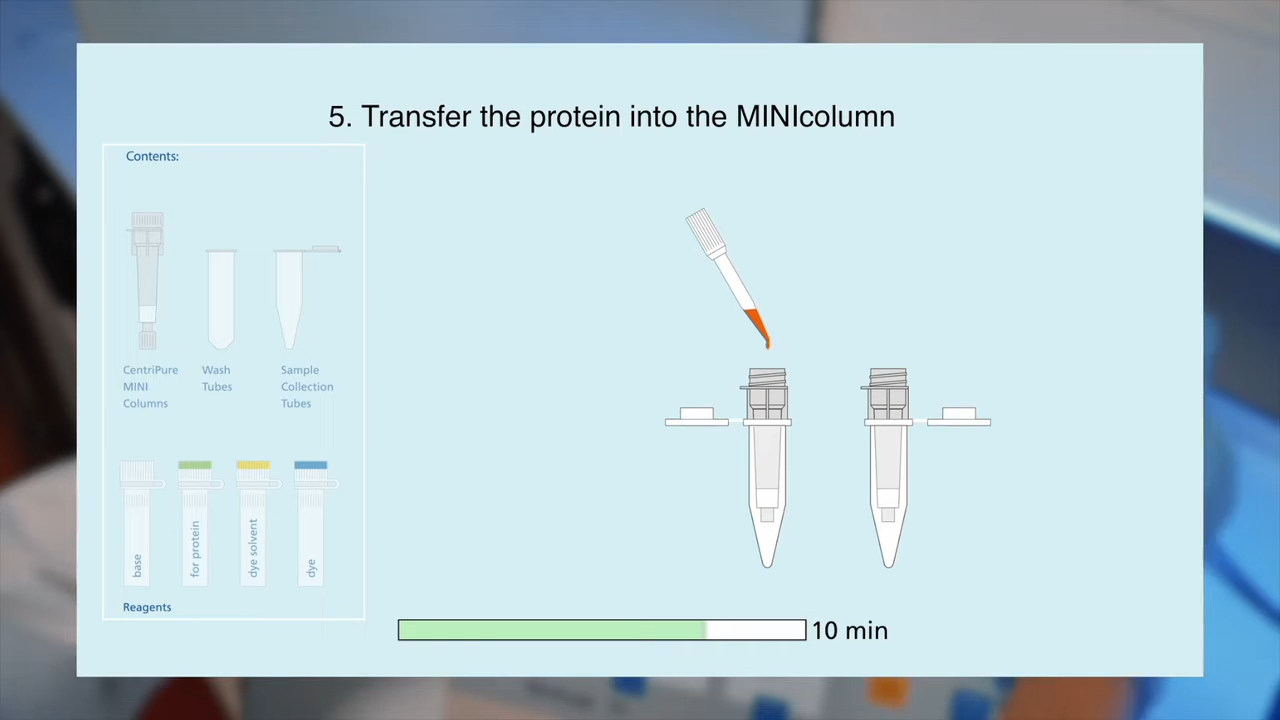 5. Transfer the protein into the MINIcolumn
Contents:
CentriPure
MINI
Columns
Wash
Tubes
Sample
Collection
Tubes
base
for protein
dye solvent
dye
Reagents
10 min